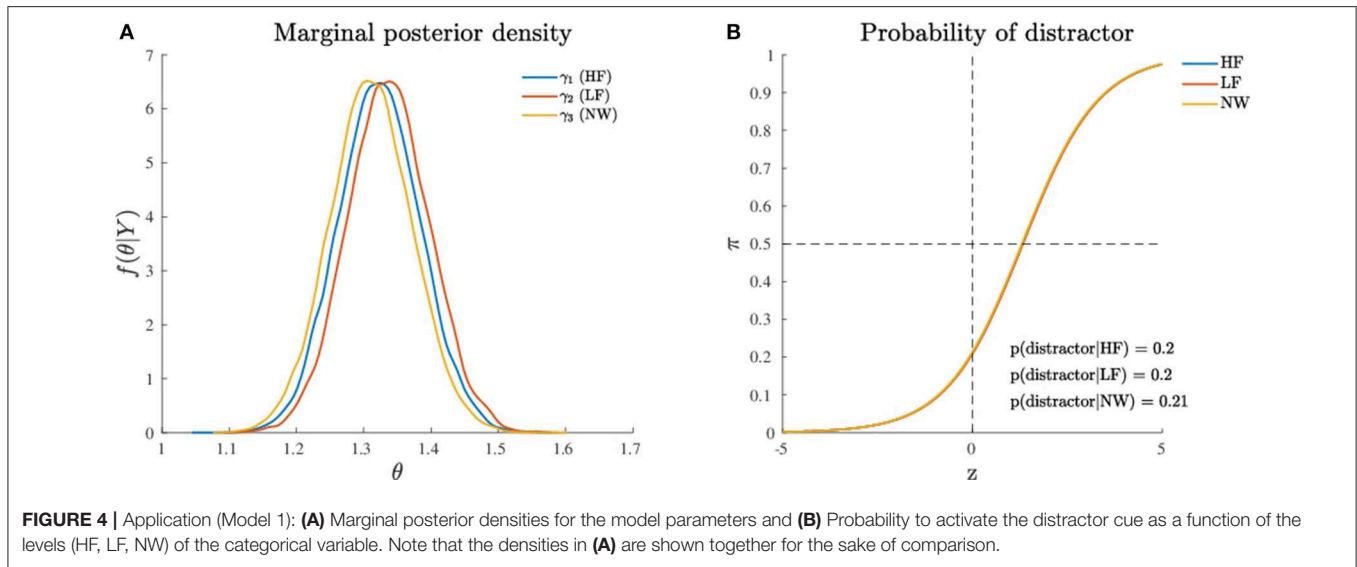 A
Marginal posterior density
7
6
5
4
3
2
1
0
f(θ|Y)
1
1.1
1.2
1.3
1.4
1.5
1.6
1.7
θ
γ₁ (HF)
γ₂ (LF)
γ₃ (NW)
B
Probability of distractor
1
0.9
0.8
0.7
0.6
0.5
0.4
0.3
0.2
0.1
0
π
-5
0
5
z
HF
LF
NW
p(distractor|HF) = 0.2
p(distractor|LF) = 0.2
p(distractor|NW) = 0.21
FIGURE 4 | Application (Model 1): (A) Marginal posterior densities for the model parameters and (B) Probability to activate the distractor cue as a function of the
levels (HF, LF, NW) of the categorical variable. Note that the densities in (A) are shown together for the sake of comparison.